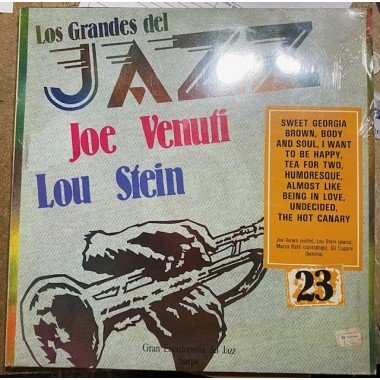 Los Grandes del
JAZZ
Joe Venuti
Lou Stein
SWEET GEORGIA
BROWN, BODY
AND SOUL, I WANT
TO BE HAPPY,
TEA FOR TWO,
HUMORESQUE,
ALMOST LIKE
BEING IN LOVE,
UNDECIDED,
THE HOT CANARY
Joe Venuti (violín), Lou Stein (piano),
Marco Ratti (contrabajo), Gil Cuppini
(batería).
23
Gran Enciclopedia del Jazz
Sarpe